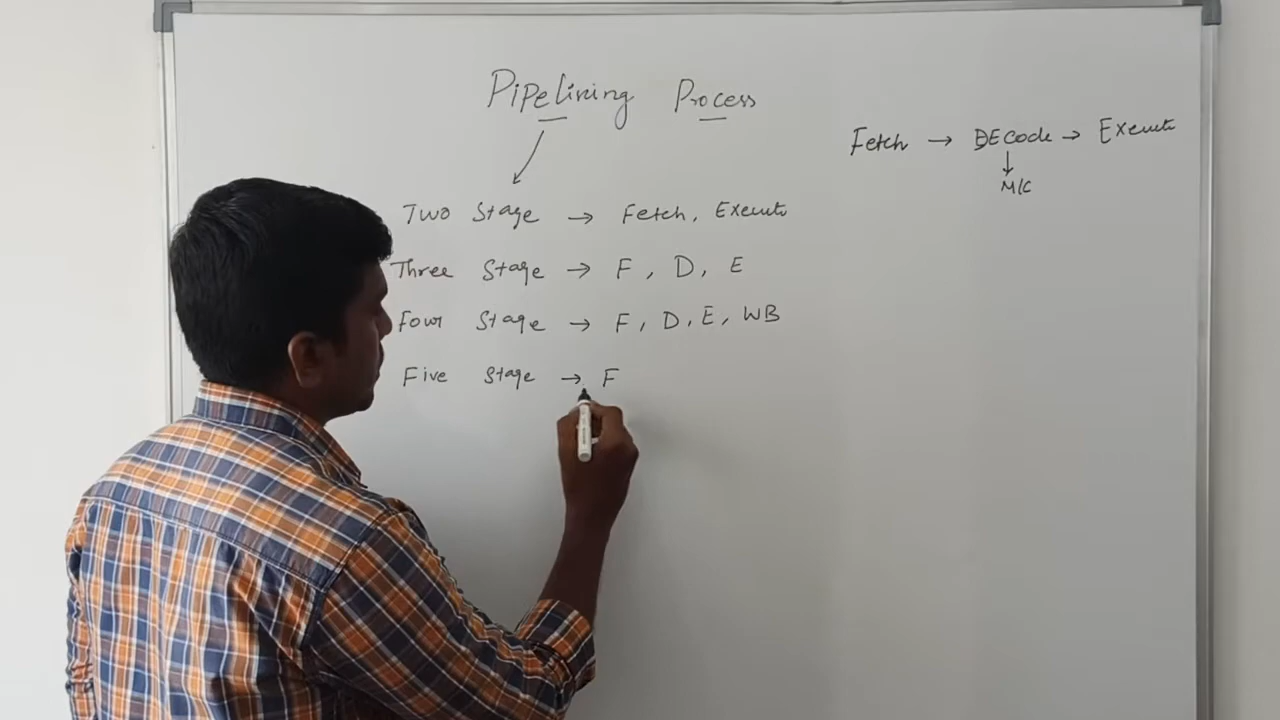 Pipelining Process
Fetch → DECode → Execute
↓
M/C
Two Stage → Fetch, Execute
Three Stage → F, D, E
Four Stage → F, D, E, WB
Five Stage → F